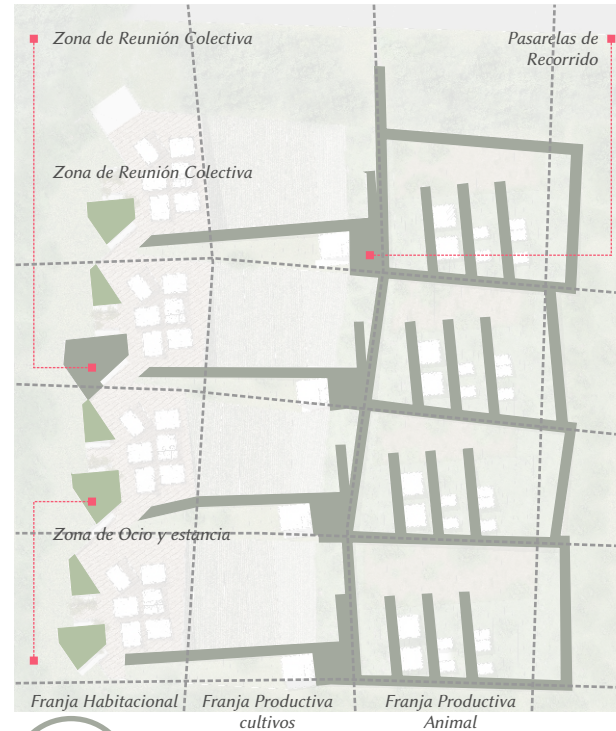 Zona de Reunión Colectiva
Pasarelas de
Recorrido
Zona de Reunión Colectiva
Zona de Ocio y estancia
Franja Habitacional
Franja Productiva
cultivos
Franja Productiva
Animal